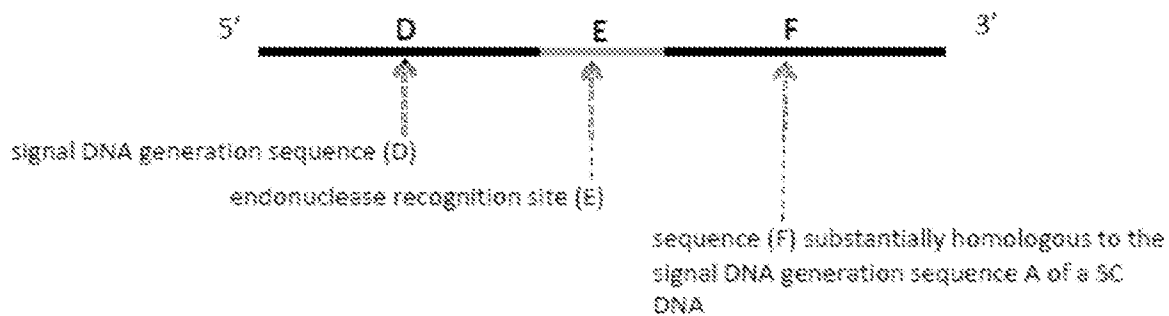 5’ D E F 3’
signal DNA generation sequence (D)
endonuclease recognition site (E)
sequence (F) substantially homologous to the
signal DNA generation sequence A of a SC
DNA